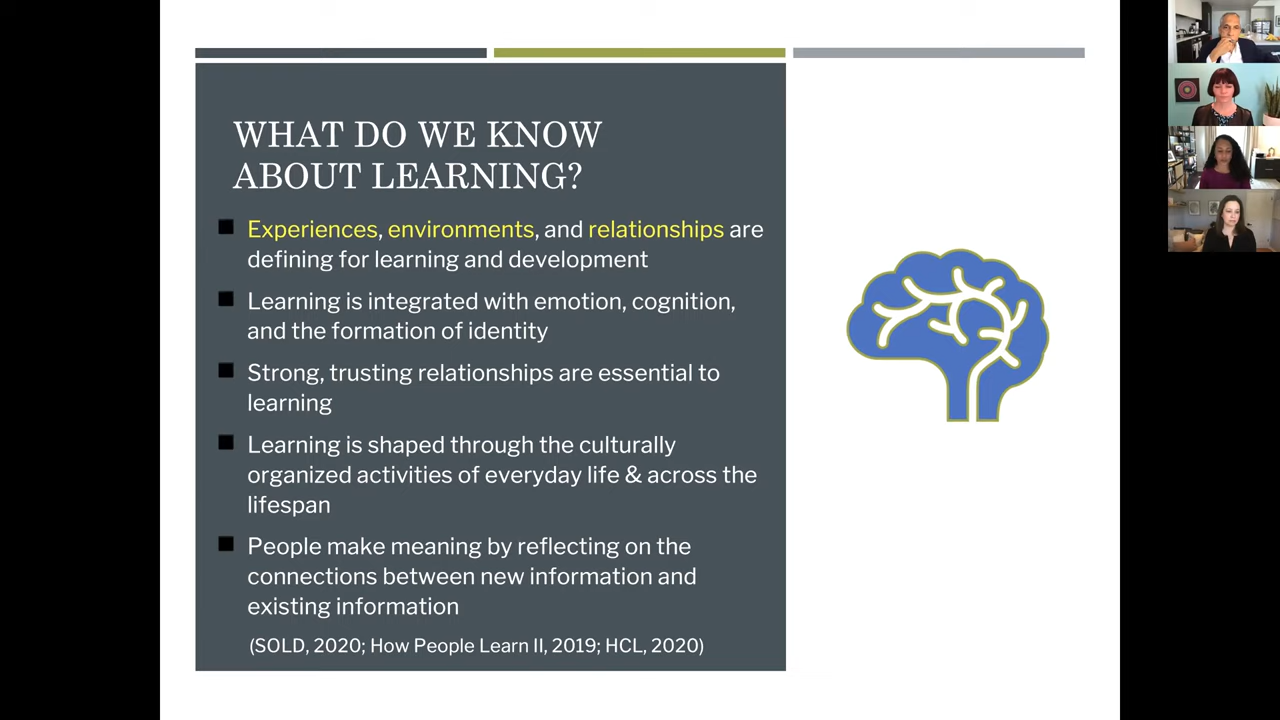 WHAT DO WE KNOW
ABOUT LEARNING?
Experiences, environments, and relationships are
defining for learning and development
Learning is integrated with emotion, cognition,
and the formation of identity
Strong, trusting relationships are essential to
learning
Learning is shaped through the culturally
organized activities of everyday life & across the
lifespan
People make meaning by reflecting on the
connections between new information and
existing information
(SOLD, 2020; How People Learn II, 2019; HCL, 2020)